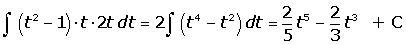 ∫ (t² − 1)·t·2t dt = 2∫ (t⁴ − t²) dt = 2/5 t⁵ − 2/3 t³ + C